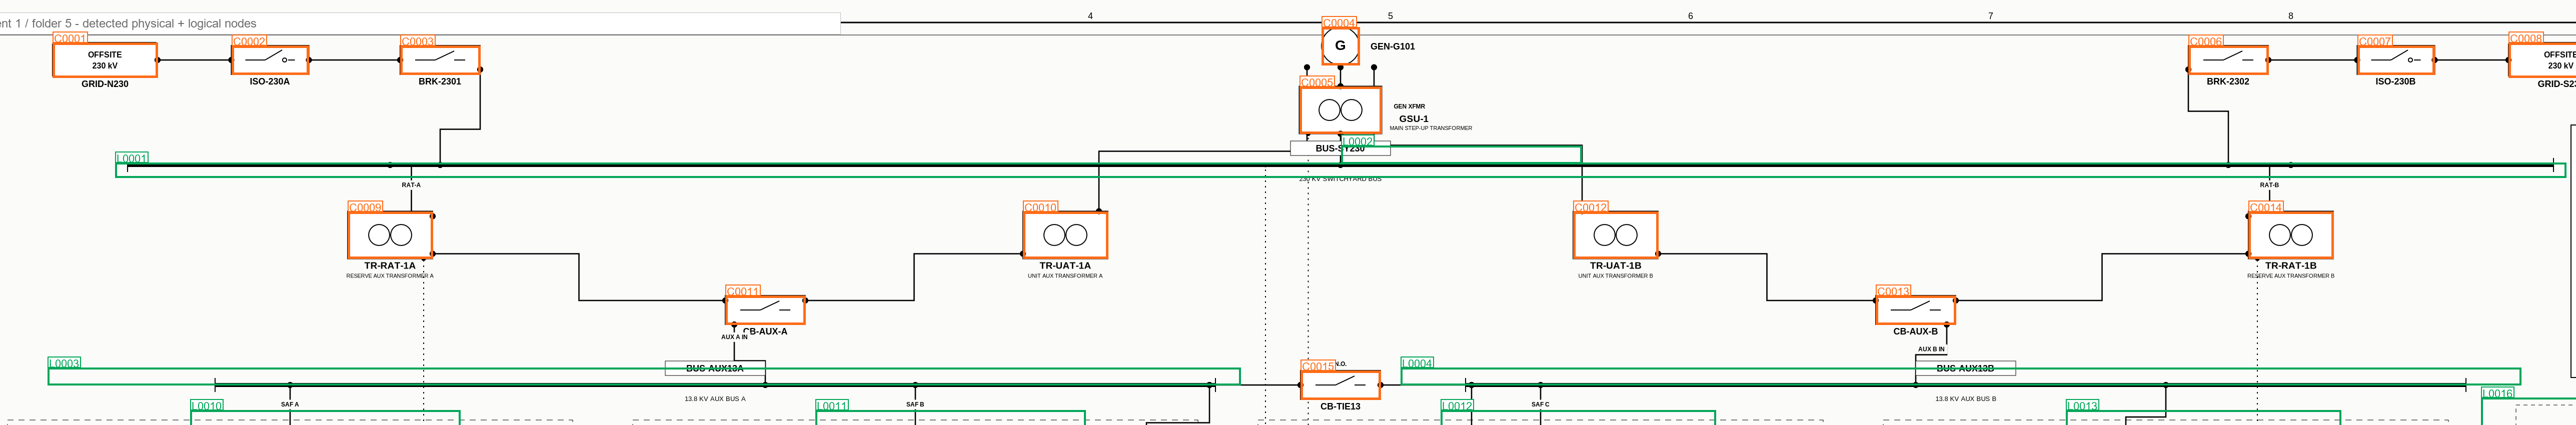 ent 1 / folder 5 - detected physical + logical nodes
4
5
6
7
8
C0001
OFFSITE
230 kV
GRID-N230
C0002
ISO-230A
C0003
BRK-2301
C0004
G
GEN-G101
C0005
GEN XFMR
GSU-1
MAIN STEP-UP TRANSFORMER
C0006
BRK-2302
C0007
ISO-230B
C0008
OFFSITE
230 kV
GRID-S23
L0001
L0002
BUS-SY230
230 KV SWITCHYARD BUS
RAT-A
RAT-B
C0009
TR-RAT-1A
RESERVE AUX TRANSFORMER A
C0010
TR-UAT-1A
UNIT AUX TRANSFORMER A
C0012
TR-UAT-1B
UNIT AUX TRANSFORMER B
C0014
TR-RAT-1B
RESERVE AUX TRANSFORMER B
C0011
CB-AUX-A
AUX A IN
C0013
CB-AUX-B
AUX B IN
L0003
BUS-AUX13A
13.8 KV AUX BUS A
C0015
N.O.
CB-TIE13
L0004
BUS-AUX13B
13.8 KV AUX BUS B
L0010
SAF A
L0011
SAF B
L0012
SAF C
L0013
L0016